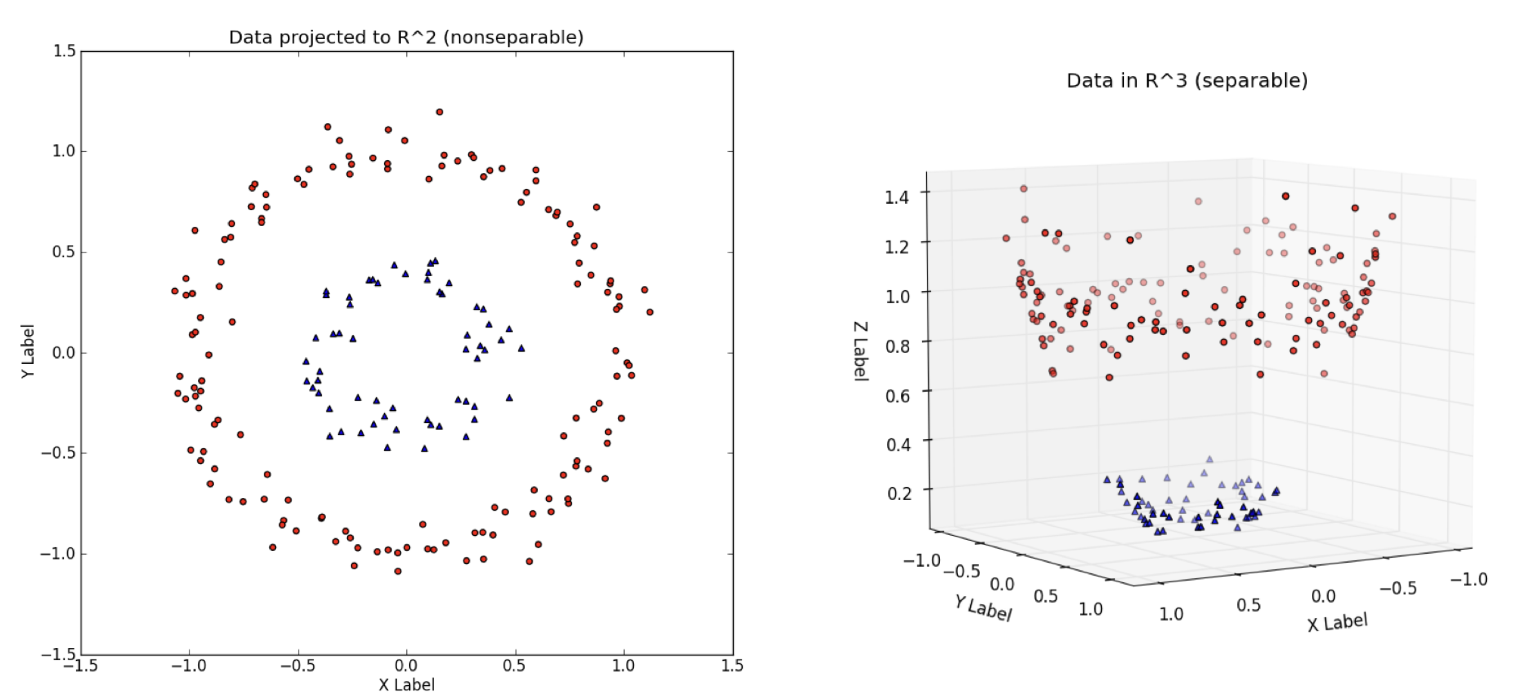 Data projected to R^2 (nonseparable)
1.5
1.0
0.5
0.0
−0.5
−1.0
−1.5
Y Label
−1.5 −1.0 −0.5 0.0 0.5 1.0 1.5
X Label
Data in R^3 (separable)
1.4
1.2
1.0
0.8
0.6
0.4
0.2
Z Label
−1.0 −0.5 0.0 0.5 1.0
Y Label
1.0 0.5 0.0 −0.5 −1.0
X Label